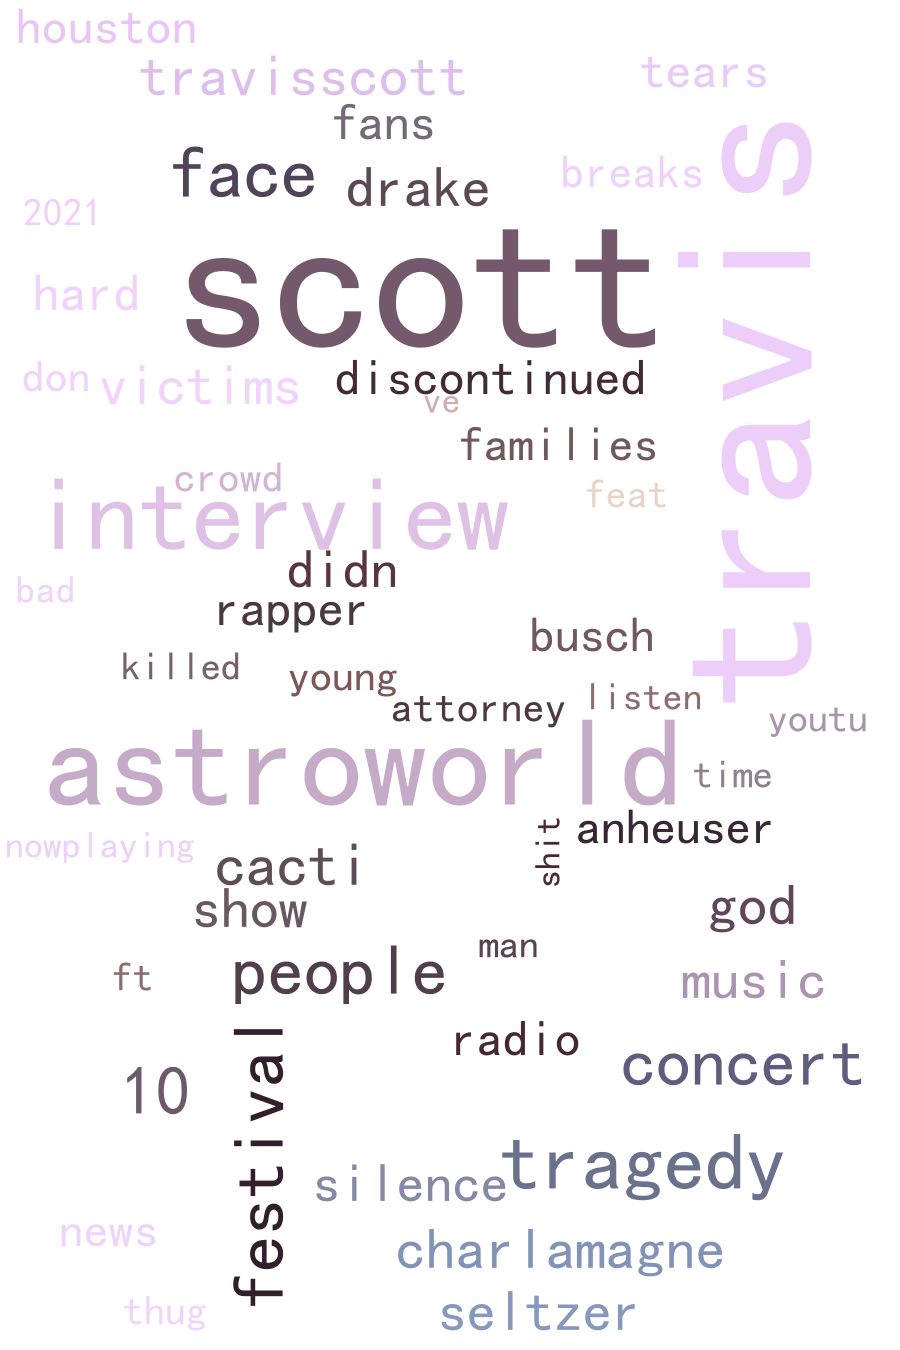 houston
travisscott
tears
fans
face
drake
breaks
travis
2021
scott
hard
don
victims
discontinued
ve
families
crowd
interview
feat
didn
bad
rapper
busch
killed
young
attorney
listen
youtu
astroworld
time
nowplaying
cacti
shit
anheuser
show
god
man
ft
people
music
radio
10
festival
concert
tragedy
silence
news
charlamagne
thug
seltzer